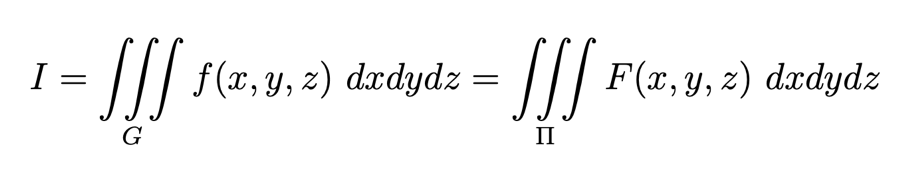 I = ∭_G f(x, y, z) dxdydz = ∭_Π F(x, y, z) dxdydz